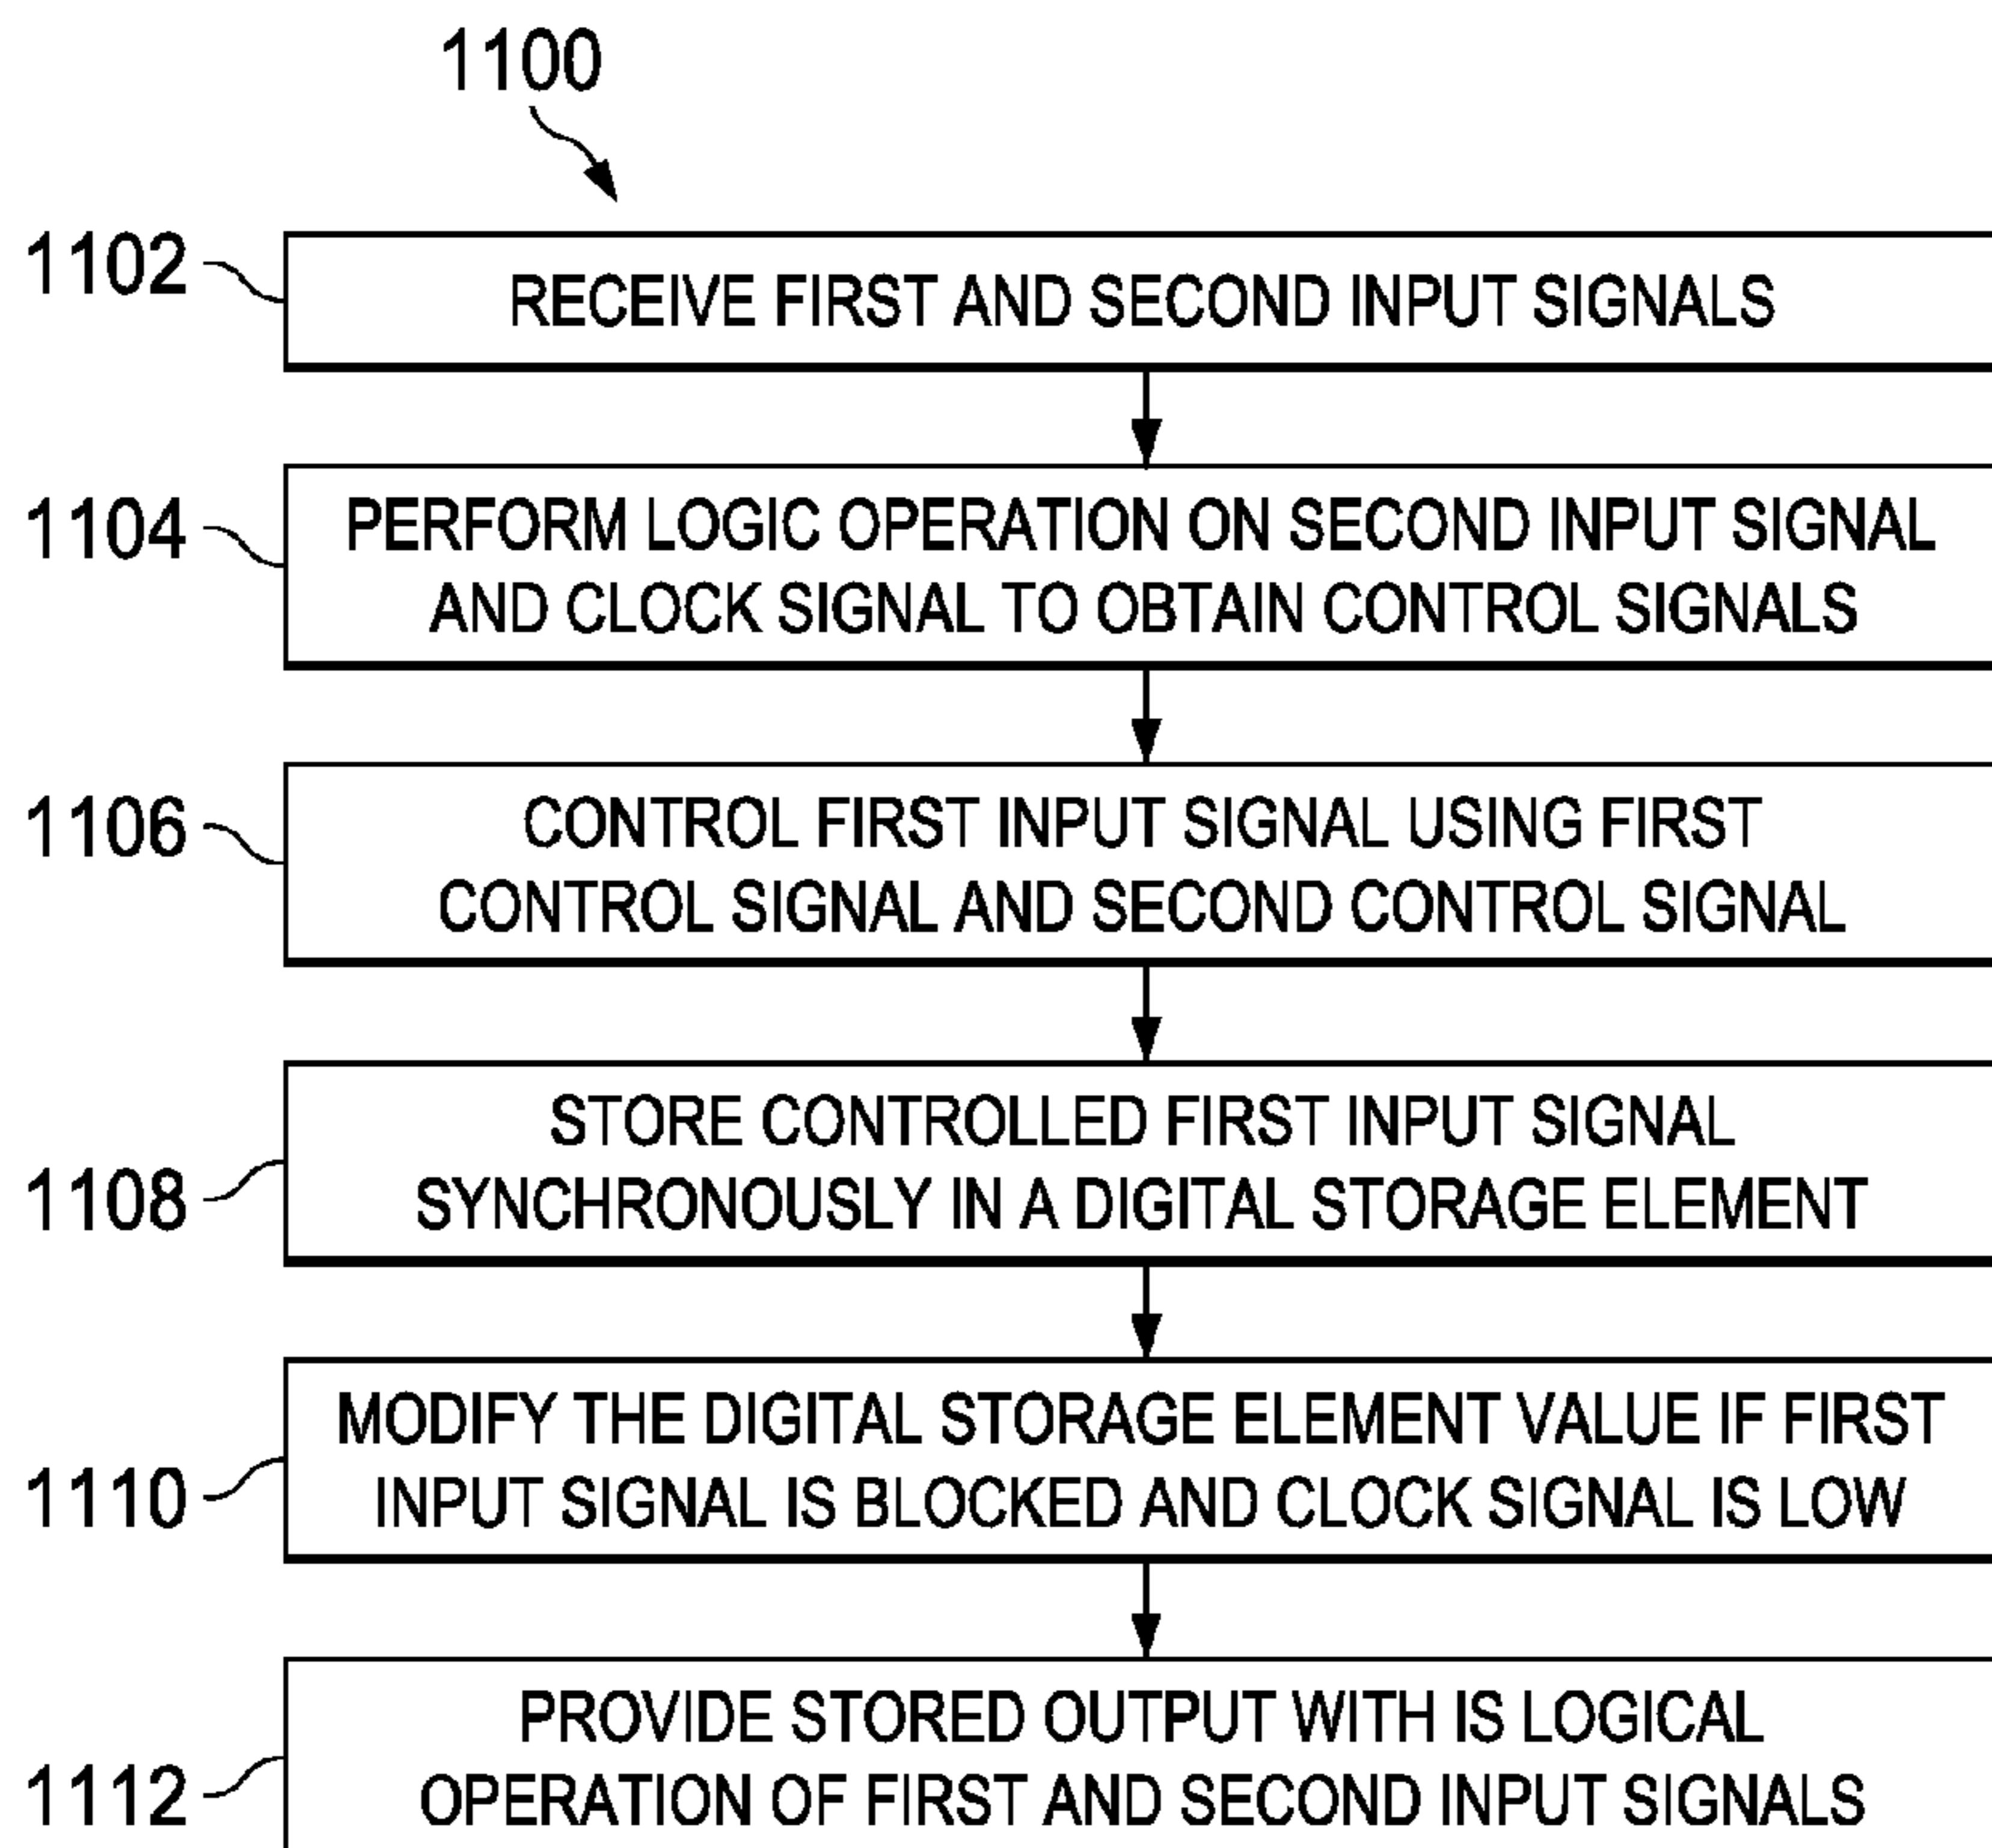 1100
1102
RECEIVE FIRST AND SECOND INPUT SIGNALS
1104
PERFORM LOGIC OPERATION ON SECOND INPUT SIGNAL
AND CLOCK SIGNAL TO OBTAIN CONTROL SIGNALS
1106
CONTROL FIRST INPUT SIGNAL USING FIRST
CONTROL SIGNAL AND SECOND CONTROL SIGNAL
1108
STORE CONTROLLED FIRST INPUT SIGNAL
SYNCHRONOUSLY IN A DIGITAL STORAGE ELEMENT
1110
MODIFY THE DIGITAL STORAGE ELEMENT VALUE IF FIRST
INPUT SIGNAL IS BLOCKED AND CLOCK SIGNAL IS LOW
1112
PROVIDE STORED OUTPUT WITH IS LOGICAL
OPERATION OF FIRST AND SECOND INPUT SIGNALS